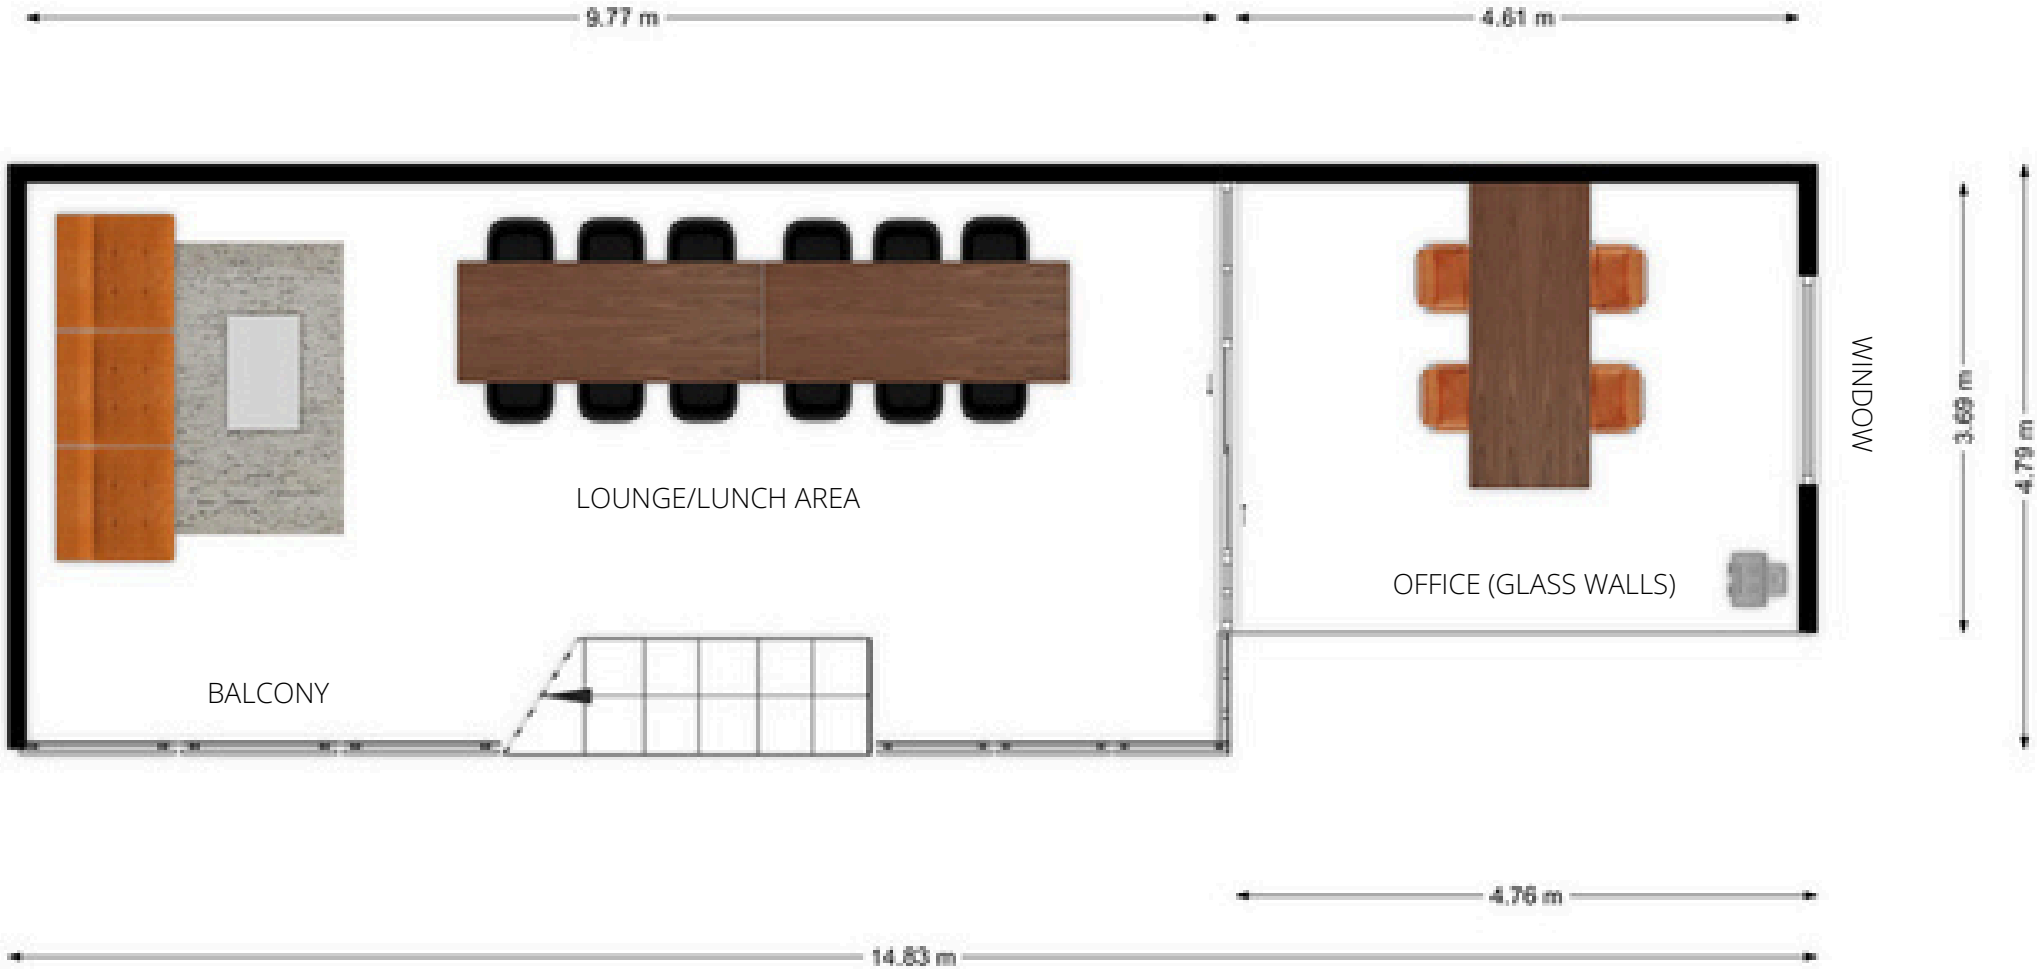 9.77 m
4.61 m
WINDOW
3.69 m
4.79 m
LOUNGE/LUNCH AREA
OFFICE (GLASS WALLS)
BALCONY
4.76 m
14.83 m